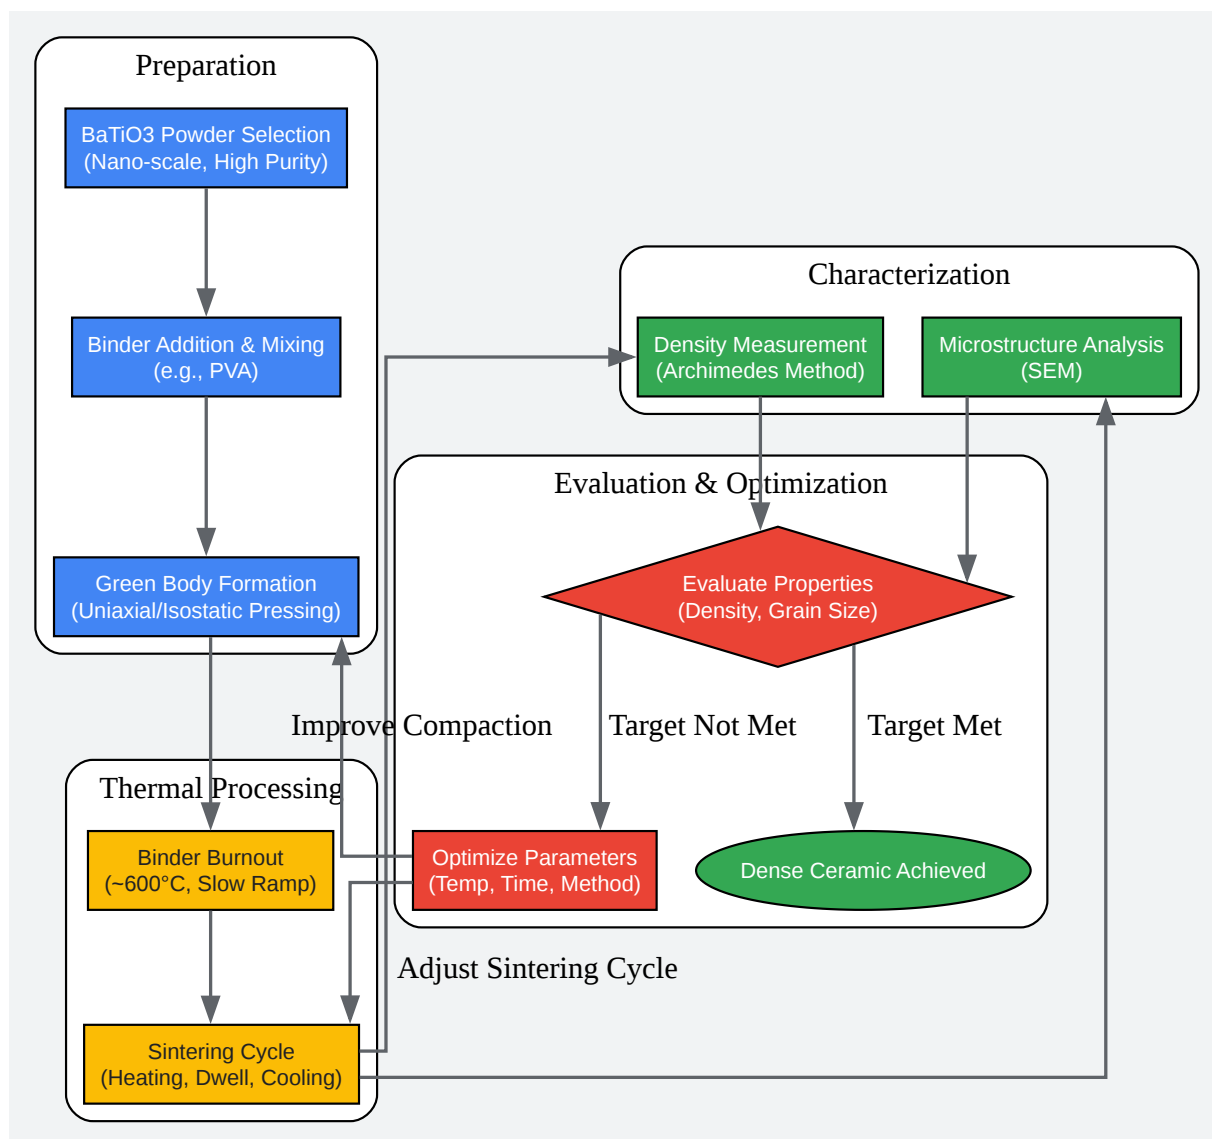 Preparation
BaTiO3 Powder Selection
(Nano-scale, High Purity)
Binder Addition & Mixing
(e.g., PVA)
Green Body Formation
(Uniaxial/Isostatic Pressing)
Characterization
Density Measurement
(Archimedes Method)
Microstructure Analysis
(SEM)
Evaluation & Optimization
Evaluate Properties
(Density, Grain Size)
Improve Compaction
Target Not Met
Target Met
Thermal Processing
Binder Burnout
(~600°C, Slow Ramp)
Optimize Parameters
(Temp, Time, Method)
Dense Ceramic Achieved
Adjust Sintering Cycle
Sintering Cycle
(Heating, Dwell, Cooling)